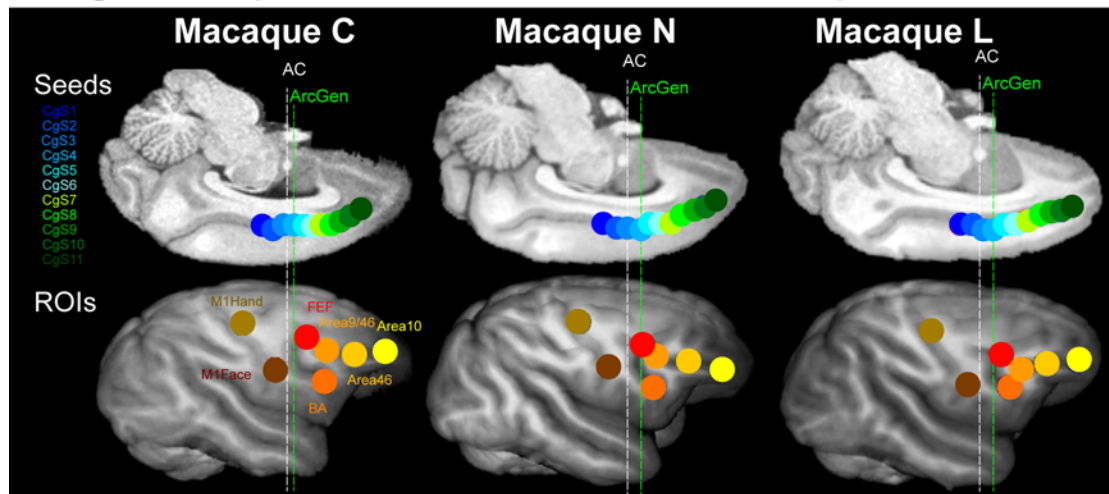 Macaque C
Macaque N
Macaque L
AC
AC
AC
ArcGen
ArcGen
ArcGen
Seeds
CgS1
CgS2
CgS3
CgS4
CgS5
CgS6
CgS7
CgS8
CgS9
CgS10
CgS11
ROIs
M1Hand
FEF
Area9/46
Area10
M1Face
Area46
BA